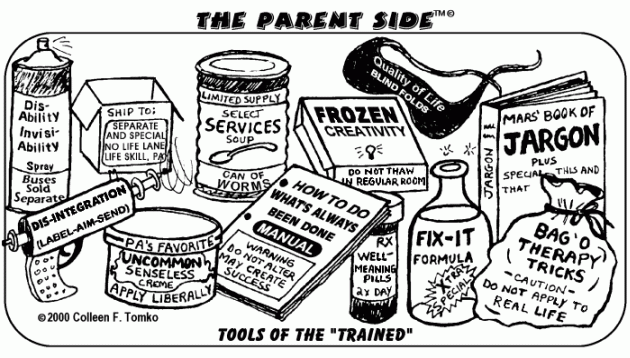 THE PARENT SIDE™©
Dis-
Ability
Invisi-
Ability
Spray
Buses
Sold
Separate
SHIP TO:
SEPARATE
AND SPECIAL
NO LIFE LANE
LIFE SKILL, PA
LIMITED SUPPLY
SELECT
SERVICES
SOUP
CAN OF
WORMS
FROZEN
CREATIVITY
DO NOT THAW
IN REGULAR ROOM
Quality of Life
BLIND FOLDS
JARGON
MARS' BOOK OF
JARGON
PLUS
SPECIAL THIS AND
THAT
DIS-INTEGRATION
(LABEL-AIM-SEND)
PA'S FAVORITE
UNCOMMON
SENSELESS
CREME
APPLY LIBERALLY
HOW TO DO
WHAT'S ALWAYS
BEEN DONE
MANUAL
WARNING
DO NOT ALTER
MAY CREATE
SUCCESS
RX
WELL-
MEANING
PILLS
2x DAY
FIX-IT
FORMULA
XTRA
SPECIAL
BAG 'O
THERAPY
TRICKS
-CAUTION-
DO NOT APPLY TO
REAL LIFE
©2000 Colleen F. Tomko
TOOLS OF THE "TRAINED"